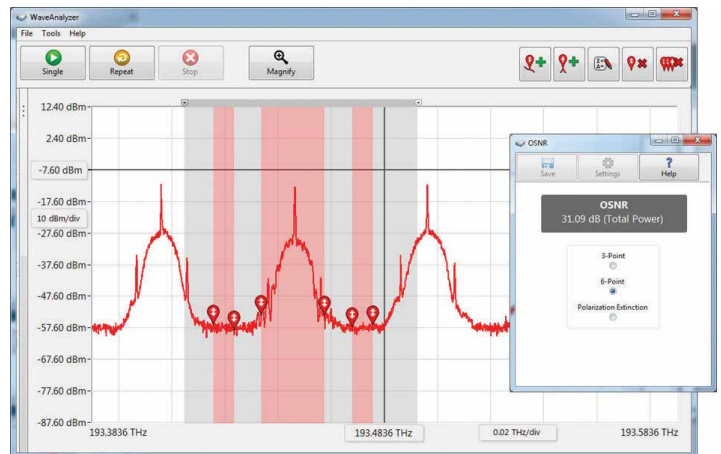 WaveAnalyzer
File Tools Help
Single
Repeat
Stop
Magnify
12.40 dBm
2.40 dBm
-7.60 dBm
-17.60 dBm
10 dBm/div
-27.60 dBm
-37.60 dBm
-47.60 dBm
-57.60 dBm
-67.60 dBm
-77.60 dBm
-87.60 dBm
193.3836 THz
193.4836 THz
0.02 THz/div
193.5836 THz
OSNR
Save
Settings
?
Help
OSNR
31.09 dB (Total Power)
3-Point
6-Point
Polarization Extinction